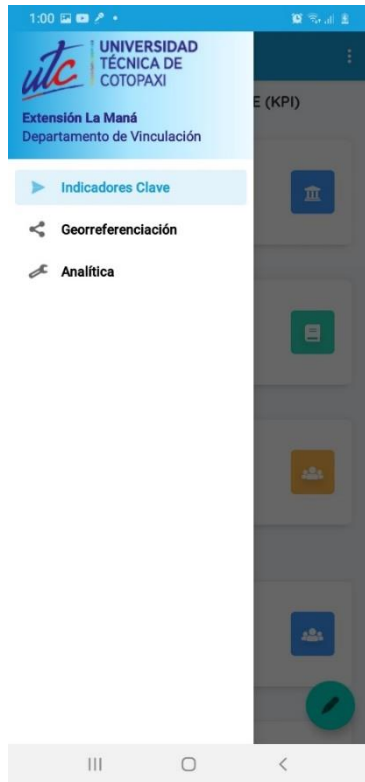 1:00
UNIVERSIDAD
TÉCNICA DE
COTOPAXI
utc
Extensión La Maná
Departamento de Vinculación
E (KPI)
Indicadores Clave
Georreferenciación
Analítica